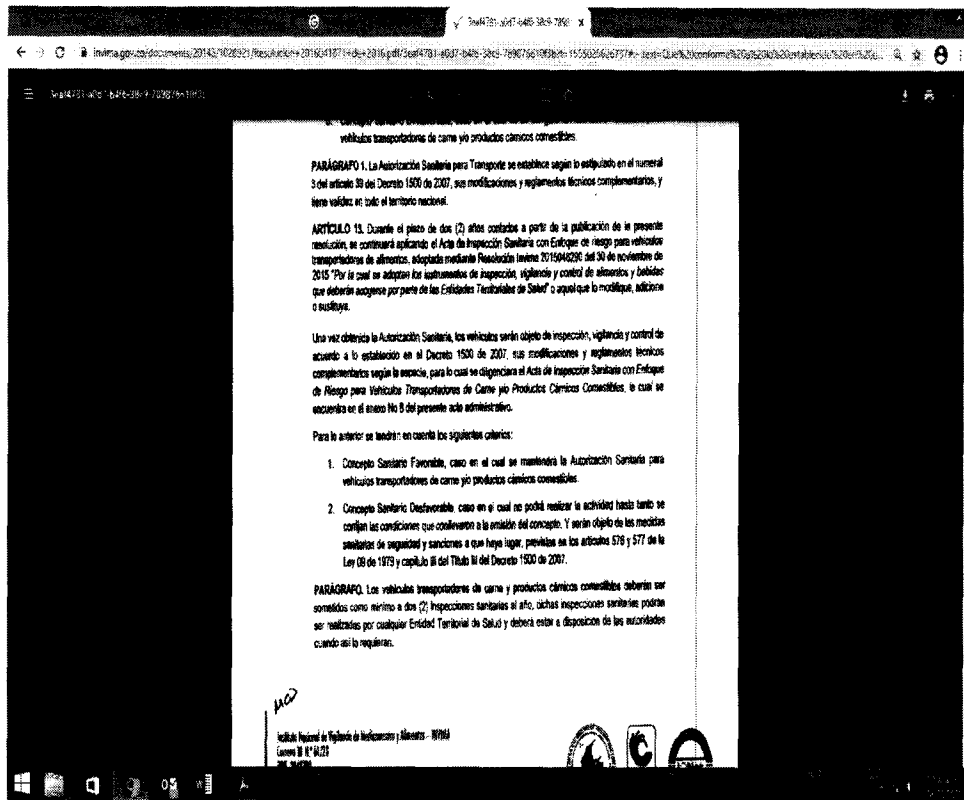 3eaf4781-a0d7-b4f6-38c9-7890
vehículos transportadores de carne y/o productos cárnicos comestibles.
PARÁGRAFO 1. La Autorización Sanitaria para Transporte se establece según lo estipulado en el numeral
3 del artículo 39 del Decreto 1500 de 2007, sus modificaciones y reglamentos técnicos complementarios, y
tiene validez en todo el territorio nacional.
ARTÍCULO 13. Durante el plazo de dos (2) años contados a partir de la publicación de la presente
resolución, se continuará aplicando el Acta de Inspección Sanitaria con Enfoque de riesgo para vehículos
transportadores de alimentos, adoptada mediante Resolución Invima 2015046290 del 30 de noviembre de
2015 "Por la cual se adoptan los instrumentos de inspección, vigilancia y control de alimentos y bebidas
que deberán acogerse por parte de las Entidades Territoriales de Salud" o aquel que lo modifique, adicione
o sustituya.
Una vez obtenida la Autorización Sanitaria, los vehículos serán objeto de inspección, vigilancia y control de
acuerdo a lo establecido en el Decreto 1500 de 2007, sus modificaciones y reglamentos técnicos
complementarios según la especie, para lo cual se diligenciara el Acta de Inspección Sanitaria con Enfoque
de Riesgo para Vehículos Transportadores de Carne y/o Productos Cárnicos Comestibles, la cual se
encuentra en el anexo No 8 del presente acto administrativo.
Para lo anterior se tendrán en cuenta los siguientes criterios:
1. Concepto Sanitario Favorable, caso en el cual se mantendrá la Autorización Sanitaria para
vehículos transportadores de carne y/o productos cárnicos comestibles.
2. Concepto Sanitario Desfavorable, caso en el cual no podrá realizar la actividad hasta tanto se
corrijan las condiciones que conllevaron a la emisión del concepto. Y serán objeto de las medidas
sanitarias de seguridad y sanciones a que haya lugar, previstas en los artículos 576 y 577 de la
Ley 09 de 1979 y capítulo III del Título III del Decreto 1500 de 2007.
PARÁGRAFO. Los vehículos transportadores de carne y productos cárnicos comestibles deberán ser
sometidos como mínimo a dos (2) inspecciones sanitarias al año, dichas inspecciones sanitarias podrán
ser realizadas por cualquier Entidad Territorial de Salud y deberá estar a disposición de las autoridades
cuando así lo requieran.
Instituto Nacional de Vigilancia de Medicamentos y Alimentos – INVIMA